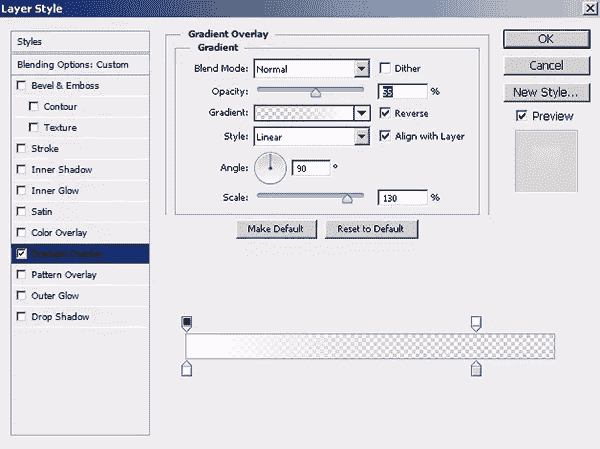 Layer Style
Styles
Blending Options: Custom
Bevel & Emboss
Contour
Texture
Stroke
Inner Shadow
Inner Glow
Satin
Color Overlay
Gradient Overlay
Pattern Overlay
Outer Glow
Drop Shadow
Gradient Overlay
Gradient
Blend Mode: Normal Dither
Opacity: %
Gradient: Reverse
Style: Linear Align with Layer
Angle: 90 °
Scale: 130 %
Make Default Reset to Default
OK
Cancel
New Style...
Preview